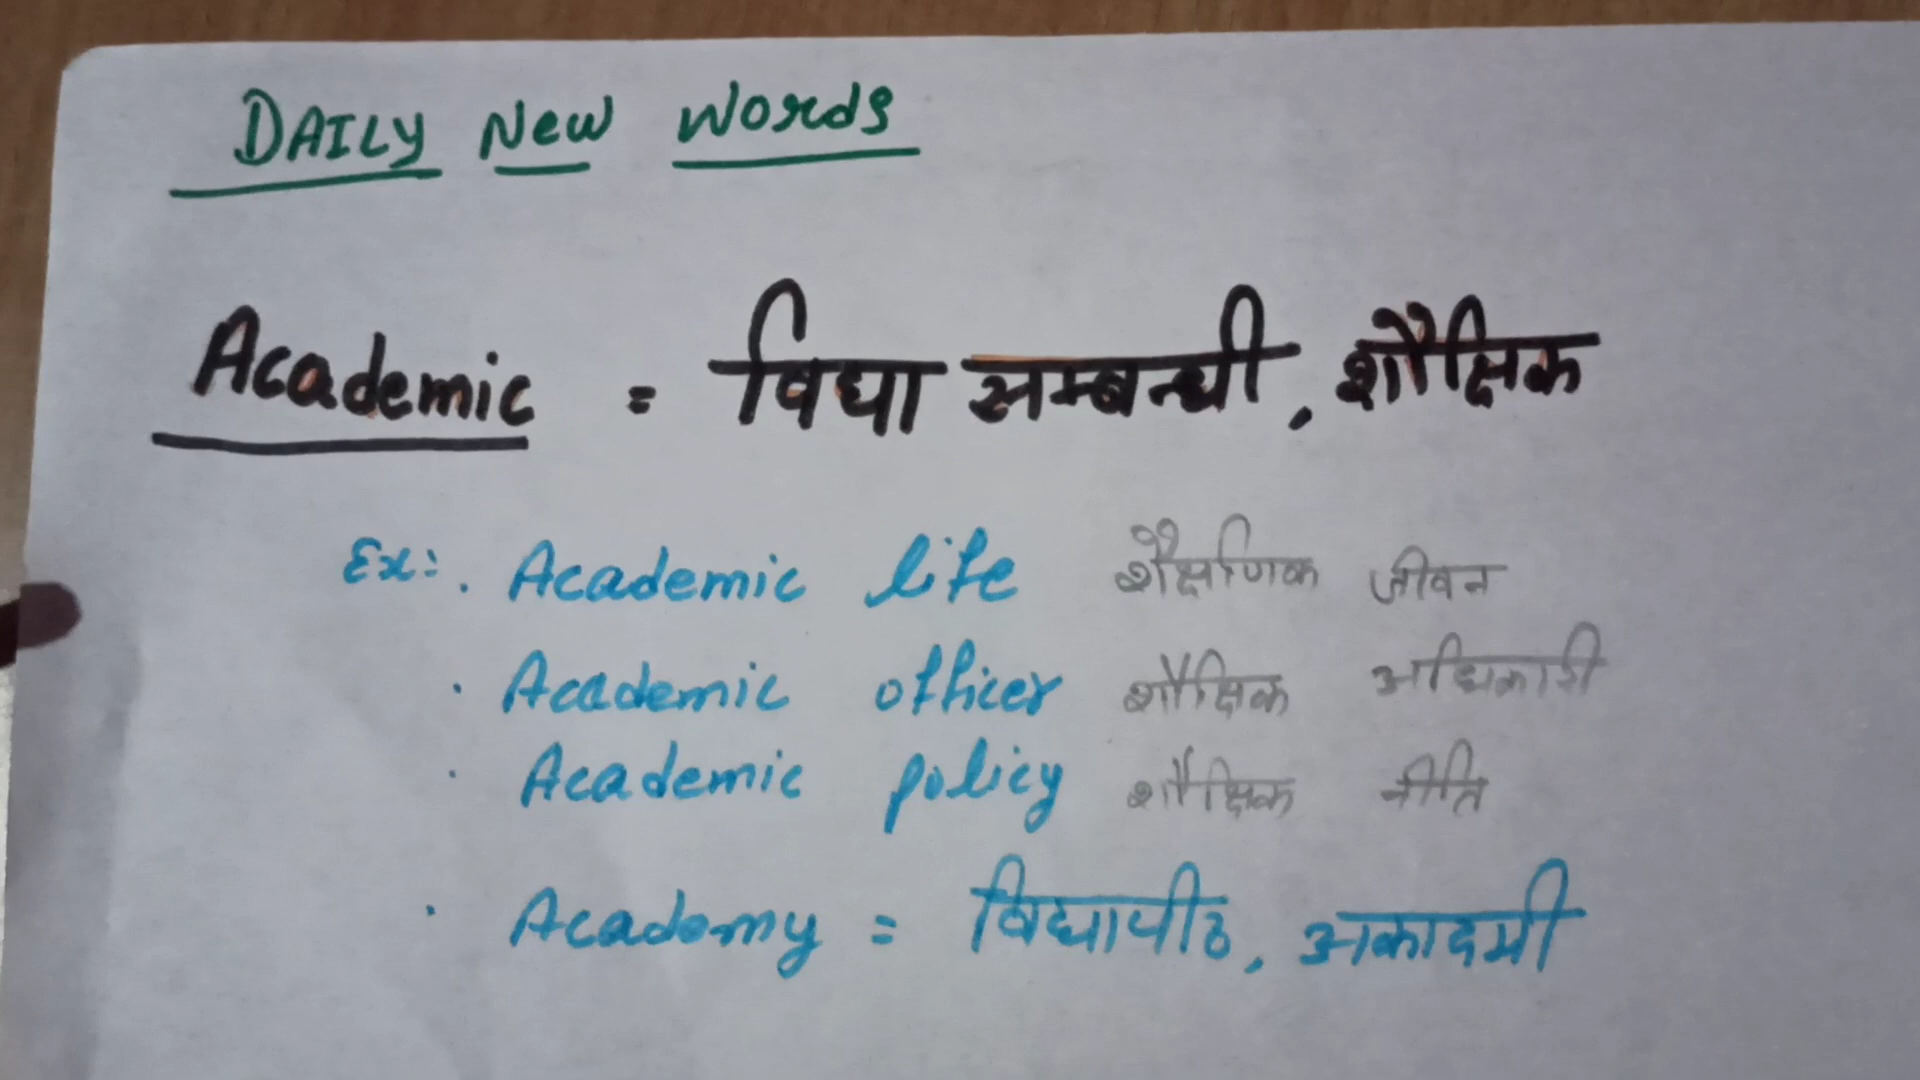 DAILY New Words
Academic = विद्या सम्बन्धी, शैक्षिक
Ex:- . Academic life शैक्षणिक जीवन
. Academic officer शैक्षिक अधिकारी
. Academic policy शैक्षिक नीति
. Academy = विद्यापीठ, अकादमी